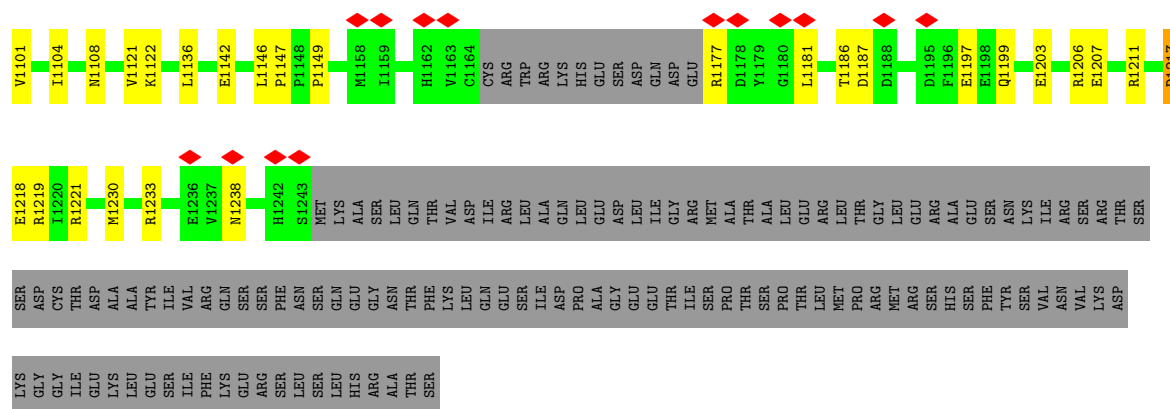 V1101 I1104 N1108 V1121 K1122 L1136 E1142 L1146 P1147 P1148 P1149 M1158 I1159 H1162 V1163 C1164 CYS ARG TRP ARG LYS HIS GLU SER ASP GLN ASP GLU R1177 D1178 Y1179 G1180 L1181 T1186 D1187 D1188 D1195 F1196 E1197 E1198 Q1199 E1203 R1206 E1207 R1211
E1218 R1219 I1220 R1221 M1230 R1233 E1236 V1237 N1238 H1242 S1243 MET LYS ALA SER LEU GLN THR VAL ASP ILE ARG LEU ALA GLN LEU GLU ASP LEU ILE GLY ARG MET ALA THR ALA LEU GLU ARG LEU THR GLY LEU GLU ARG ALA GLU SER ASN LYS ILE ARG SER ARG THR SER
SER ASP CYS THR ASP ALA ALA TYR ILE VAL ARG GLN SER SER PHE ASN SER GLN GLU GLY ASN THR PHE LYS LEU GLN GLU SER ILE ASP PRO ALA GLY GLU GLU THR ILE SER PRO THR SER PRO THR LEU MET PRO ARG MET ARG SER HIS SER PHE TYR SER VAL ASN VAL LYS ASP
LYS GLY GLY ILE GLU LYS LEU GLU SER ILE PHE LYS GLU ARG SER LEU SER LEU HIS ARG ALA THR SER